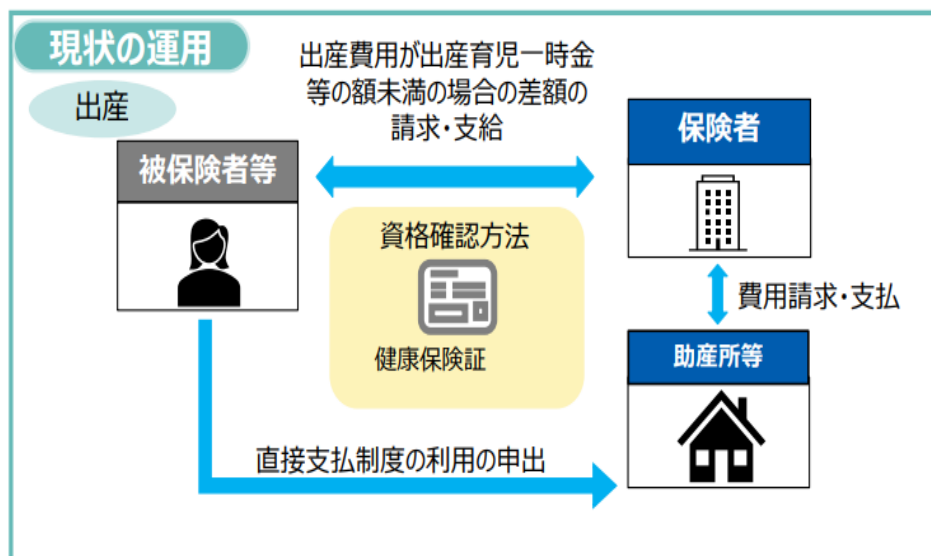 現状の運用
出産
出産費用が出産育児一時金
等の額未満の場合の差額の
請求・支給
被保険者等
保険者
資格確認方法
健康保険証
費用請求・支払
助産所等
直接支払制度の利用の申出